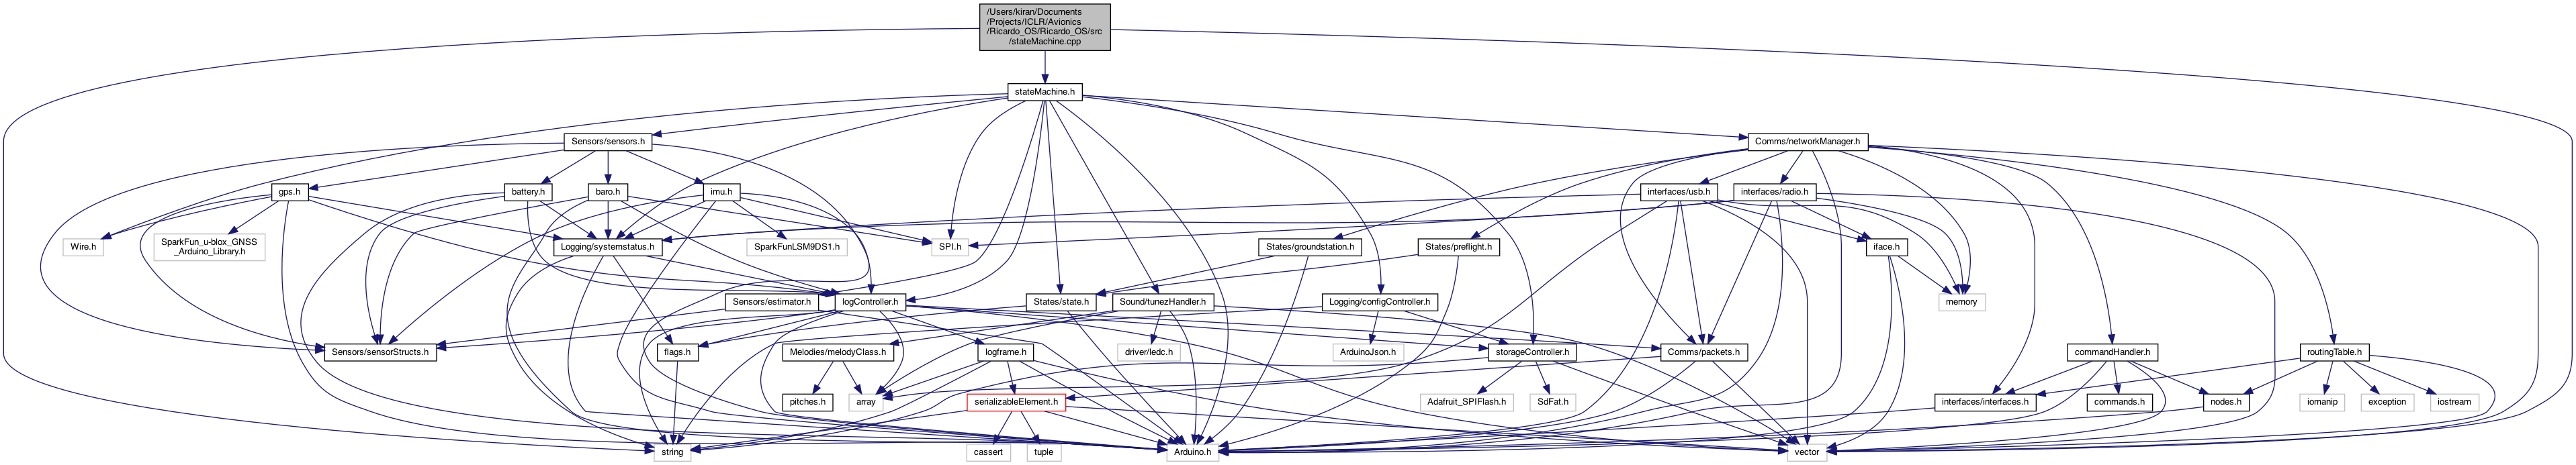 /Users/kiran/Documents
/Projects/ICLR/Avionics
/Ricardo_OS/Ricardo_OS/src
/stateMachine.cpp
stateMachine.h
Sensors/sensors.h
Comms/networkManager.h
gps.h
battery.h
baro.h
imu.h
interfaces/usb.h
interfaces/radio.h
Wire.h
SparkFun_u-blox_GNSS
_Arduino_Library.h
Logging/systemstatus.h
SparkFunLSM9DS1.h
SPI.h
States/groundstation.h
States/preflight.h
iface.h
Sensors/estimator.h
logController.h
States/state.h
Sound/tunezHandler.h
Logging/configController.h
memory
Sensors/sensorStructs.h
flags.h
Melodies/melodyClass.h
logframe.h
driver/ledc.h
ArduinoJson.h
storageController.h
Comms/packets.h
commandHandler.h
routingTable.h
pitches.h
array
serializableElement.h
Adafruit_SPIFlash.h
SdFat.h
interfaces/interfaces.h
commands.h
nodes.h
iomanip
exception
iostream
string
cassert
tuple
Arduino.h
vector